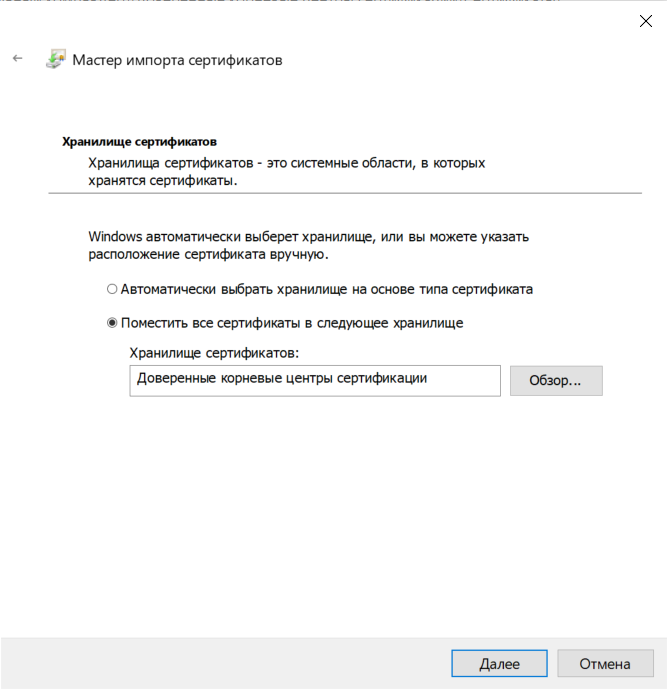 Мастер импорта сертификатов
Хранилище сертификатов
Хранилища сертификатов - это системные области, в которых
хранятся сертификаты.
Windows автоматически выберет хранилище, или вы можете указать
расположение сертификата вручную.
Автоматически выбрать хранилище на основе типа сертификата
Поместить все сертификаты в следующее хранилище
Хранилище сертификатов:
Доверенные корневые центры сертификации
Обзор...
Далее
Отмена